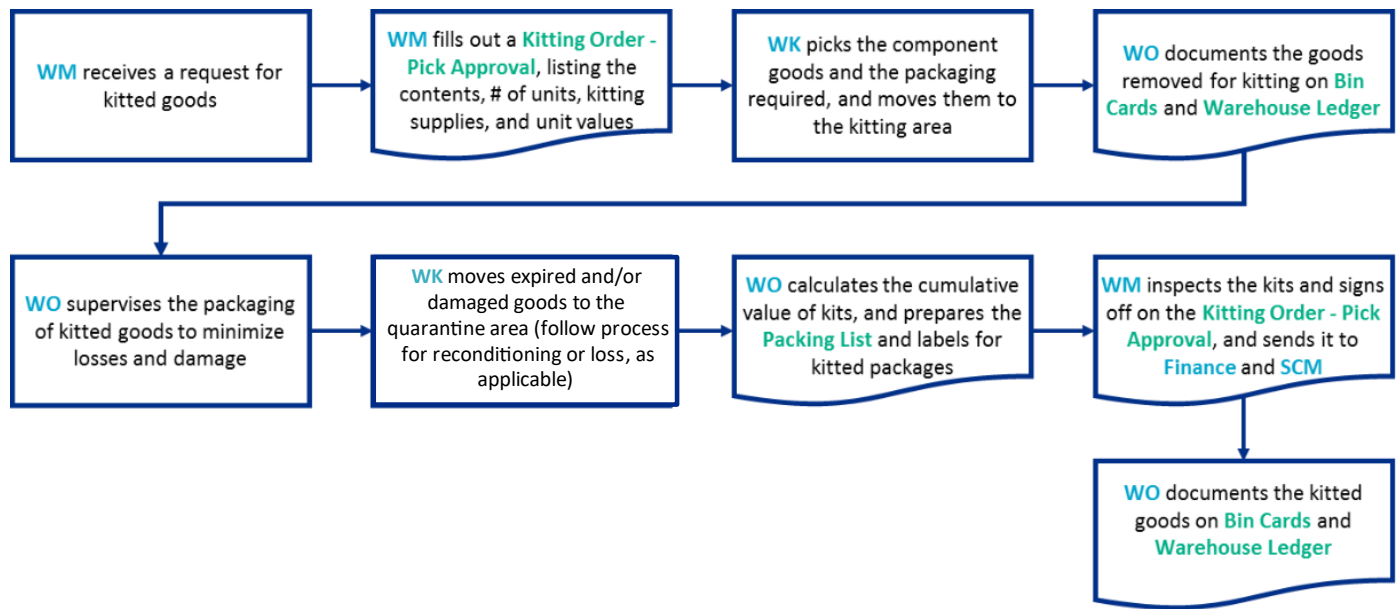 WM receives a request for
kitted goods
WM fills out a Kitting Order -
Pick Approval, listing the
contents, # of units, kitting
supplies, and unit values
WK picks the component
goods and the packaging
required, and moves them to
the kitting area
WO documents the goods
removed for kitting on Bin
Cards and Warehouse Ledger
WO supervises the packaging
of kitted goods to minimize
losses and damage
WK moves expired and/or
damaged goods to the
quarantine area (follow process
for reconditioning or loss, as
applicable)
WO calculates the cumulative
value of kits, and prepares the
Packing List and labels for
kitted packages
WM inspects the kits and signs
off on the Kitting Order - Pick
Approval, and sends it to
Finance and SCM
WO documents the kitted
goods on Bin Cards and
Warehouse Ledger